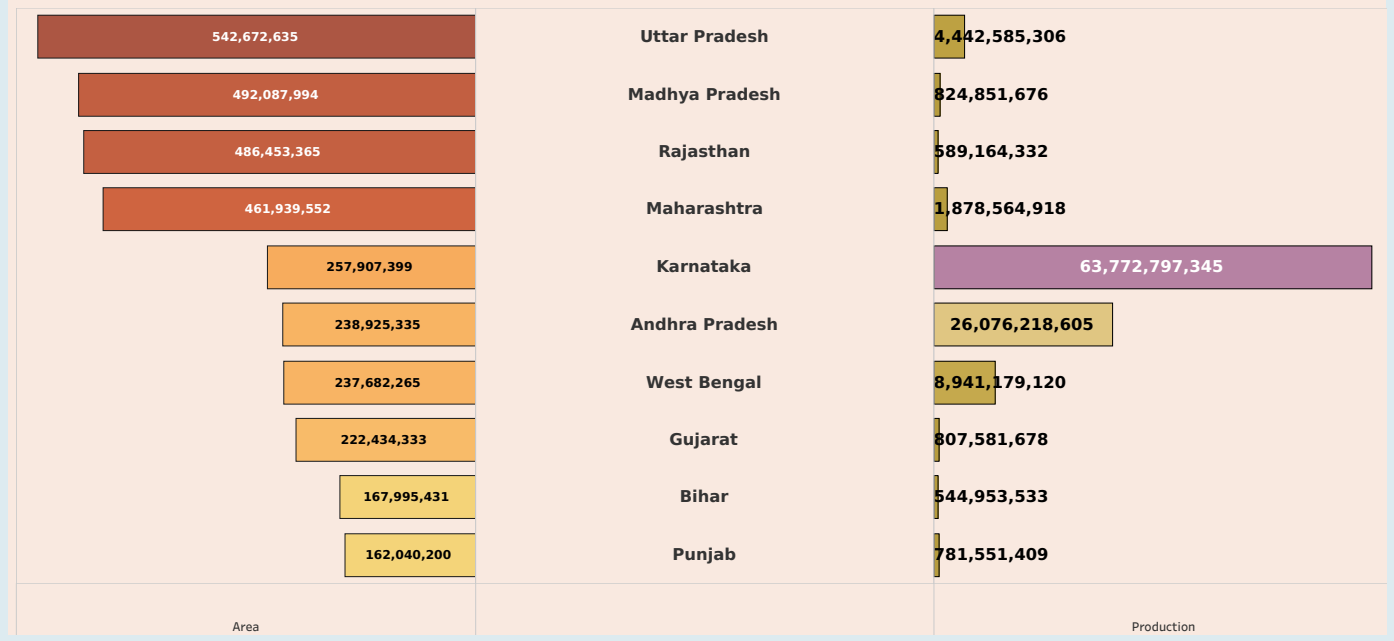 542,672,635 Uttar Pradesh 4,442,585,306
492,087,994 Madhya Pradesh 824,851,676
486,453,365 Rajasthan 589,164,332
461,939,552 Maharashtra 1,878,564,918
257,907,399 Karnataka 63,772,797,345
238,925,335 Andhra Pradesh 26,076,218,605
237,682,265 West Bengal 8,941,179,120
222,434,333 Gujarat 807,581,678
167,995,431 Bihar 544,953,533
162,040,200 Punjab 781,551,409
Area Production